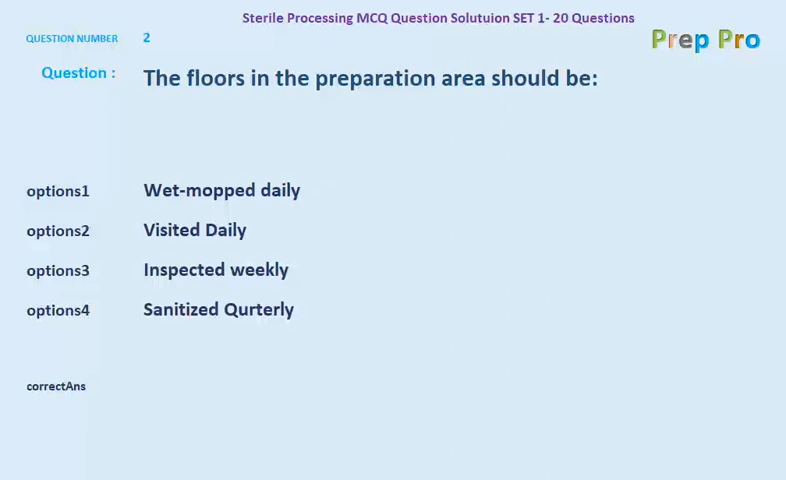 Sterile Processing MCQ Question Solutuion SET 1- 20 Questions
QUESTION NUMBER 2
Prep Pro
Question : The floors in the preparation area should be:
options1 Wet-mopped daily
options2 Visited Daily
options3 Inspected weekly
options4 Sanitized Qurterly
correctAns